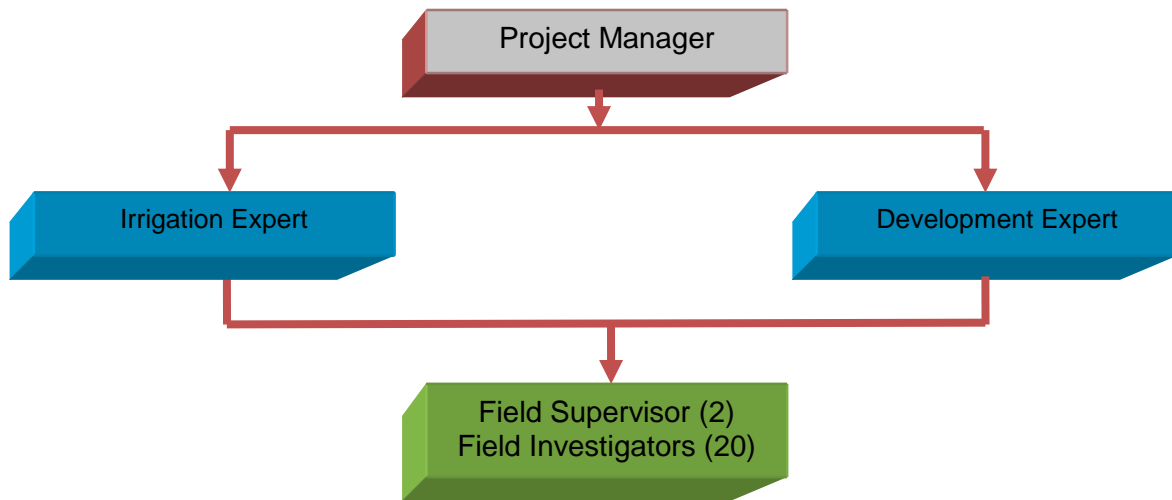 Project Manager
Irrigation Expert
Development Expert
Field Supervisor (2)
Field Investigators (20)